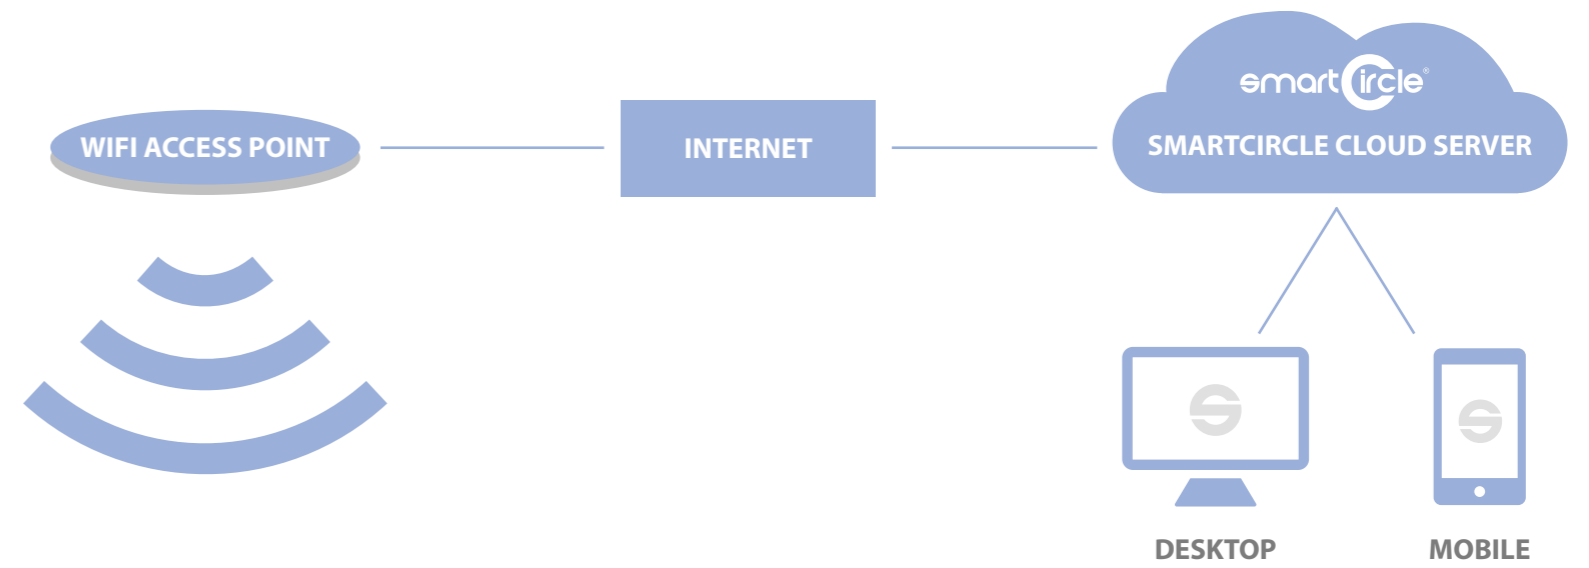 smartCircle®
WIFI ACCESS POINT
INTERNET
SMARTCIRCLE CLOUD SERVER
DESKTOP
MOBILE